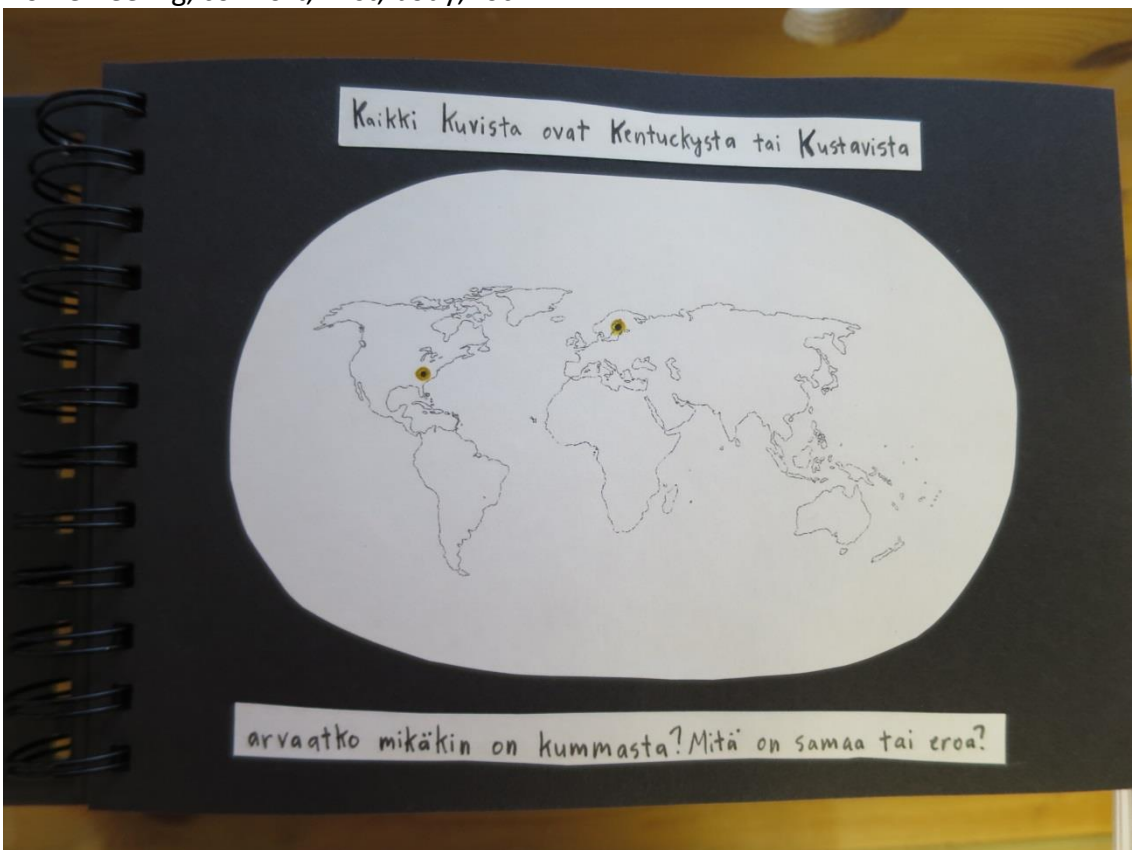 Kaikki Kuvista ovat Kentuckysta tai Kustavista
arvaatko mikäkin on kummasta? Mitä on samaa tai eroa?